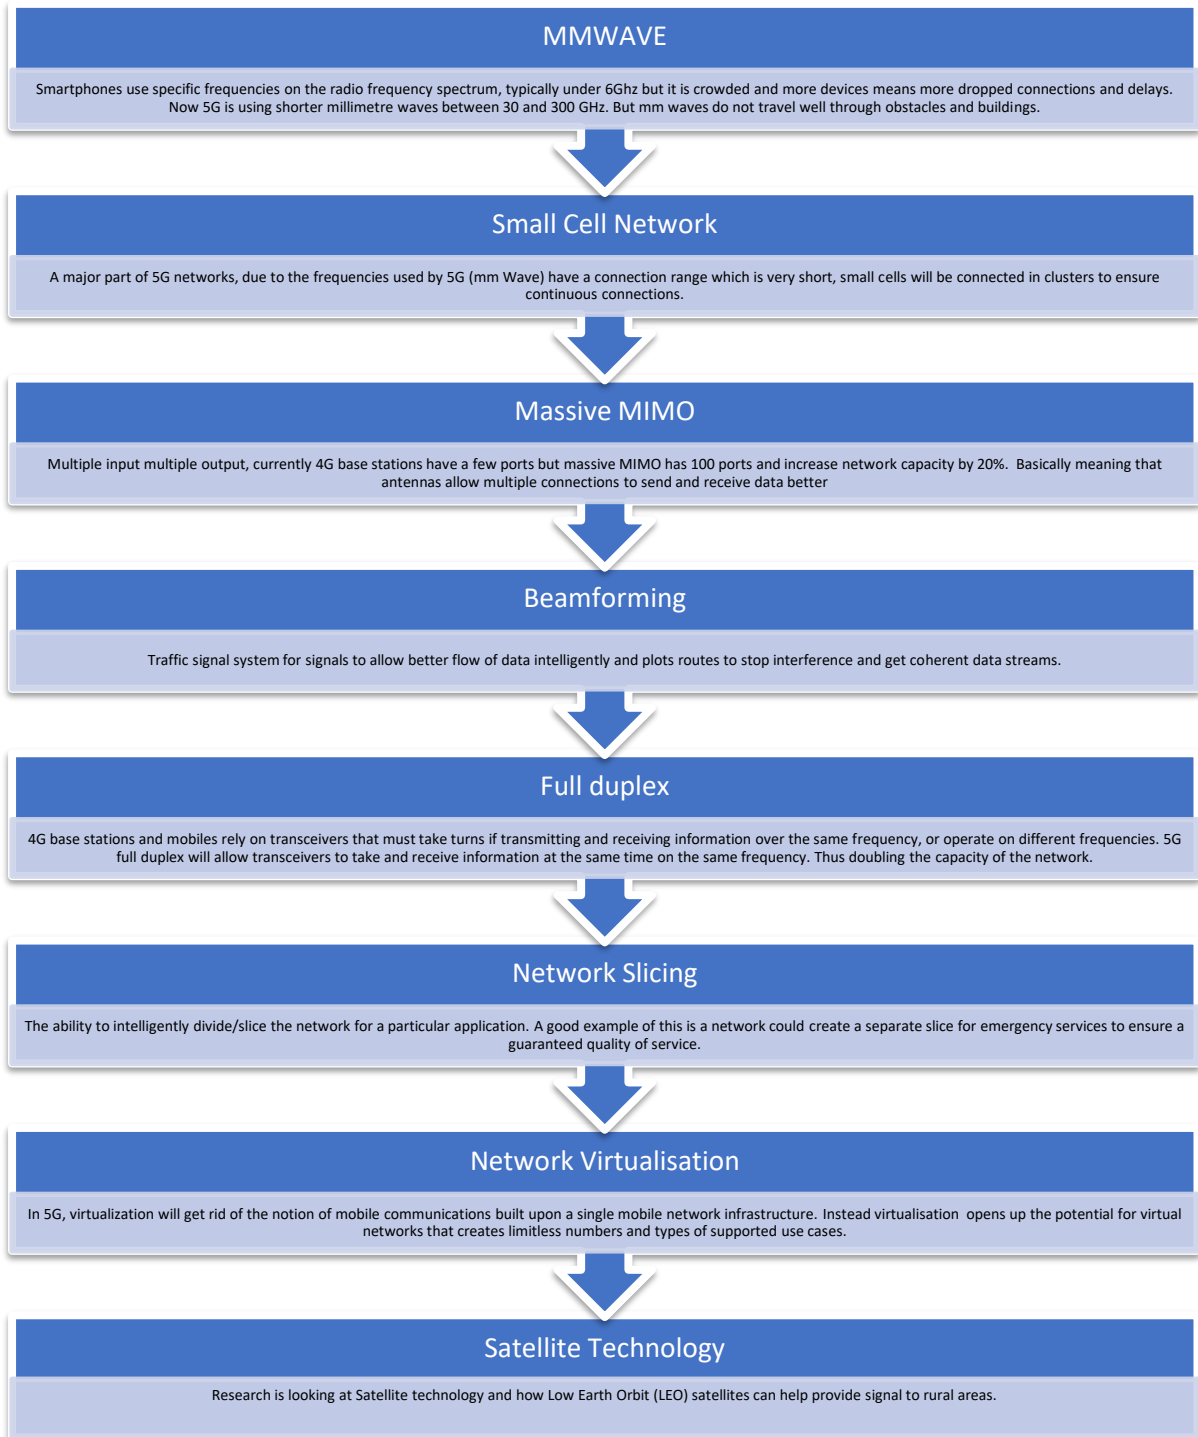 MMWAVE
Smartphones use specific frequencies on the radio frequency spectrum, typically under 6Ghz but it is crowded and more devices means more dropped connections and delays.
Now 5G is using shorter millimetre waves between 30 and 300 GHz. But mm waves do not travel well through obstacles and buildings.
Small Cell Network
A major part of 5G networks, due to the frequencies used by 5G (mm Wave) have a connection range which is very short, small cells will be connected in clusters to ensure
continuous connections.
Massive MIMO
Multiple input multiple output, currently 4G base stations have a few ports but massive MIMO has 100 ports and increase network capacity by 20%.  Basically meaning that
antennas allow multiple connections to send and receive data better
Beamforming
Traffic signal system for signals to allow better flow of data intelligently and plots routes to stop interference and get coherent data streams.
Full duplex
4G base stations and mobiles rely on transceivers that must take turns if transmitting and receiving information over the same frequency, or operate on different frequencies. 5G
full duplex will allow transceivers to take and receive information at the same time on the same frequency. Thus doubling the capacity of the network.
Network Slicing
The ability to intelligently divide/slice the network for a particular application. A good example of this is a network could create a separate slice for emergency services to ensure a
guaranteed quality of service.
Network Virtualisation
In 5G, virtualization will get rid of the notion of mobile communications built upon a single mobile network infrastructure. Instead virtualisation  opens up the potential for virtual
networks that creates limitless numbers and types of supported use cases.
Satellite Technology
Research is looking at Satellite technology and how Low Earth Orbit (LEO) satellites can help provide signal to rural areas.